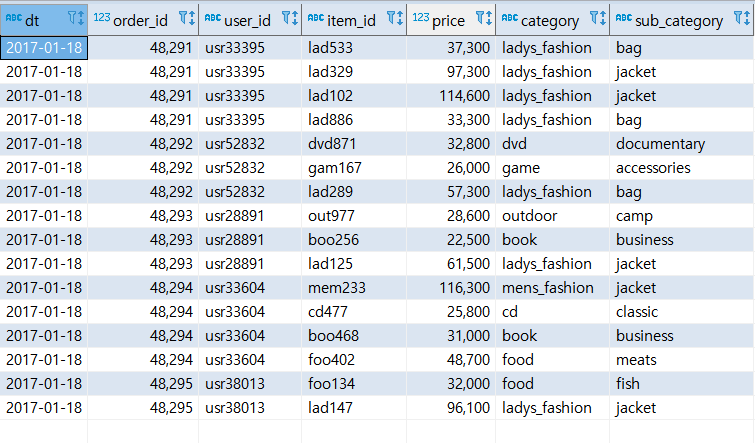 ABC dt 123 order_id ABC user_id ABC item_id 123 price ABC category ABC sub_category
2017-01-18 48,291 usr33395 lad533 37,300 ladys_fashion bag
2017-01-18 48,291 usr33395 lad329 97,300 ladys_fashion jacket
2017-01-18 48,291 usr33395 lad102 114,600 ladys_fashion jacket
2017-01-18 48,291 usr33395 lad886 33,300 ladys_fashion bag
2017-01-18 48,292 usr52832 dvd871 32,800 dvd documentary
2017-01-18 48,292 usr52832 gam167 26,000 game accessories
2017-01-18 48,292 usr52832 lad289 57,300 ladys_fashion bag
2017-01-18 48,293 usr28891 out977 28,600 outdoor camp
2017-01-18 48,293 usr28891 boo256 22,500 book business
2017-01-18 48,293 usr28891 lad125 61,500 ladys_fashion jacket
2017-01-18 48,294 usr33604 mem233 116,300 mens_fashion jacket
2017-01-18 48,294 usr33604 cd477 25,800 cd classic
2017-01-18 48,294 usr33604 boo468 31,000 book business
2017-01-18 48,294 usr33604 foo402 48,700 food meats
2017-01-18 48,295 usr38013 foo134 32,000 food fish
2017-01-18 48,295 usr38013 lad147 96,100 ladys_fashion jacket